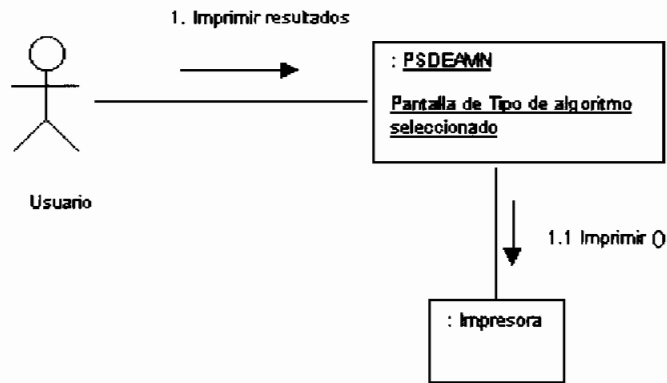 1. Imprimir resultados
: PSDEAMN
Pantalla de Tipo de algoritmo
seleccionado
Usuario
1.1 Imprimir ()
: Impresora